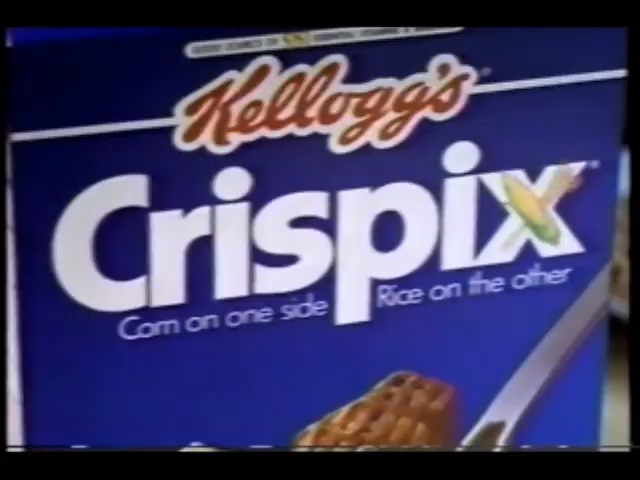 Kellogg's
Crispix
Corn on one side Rice on the other